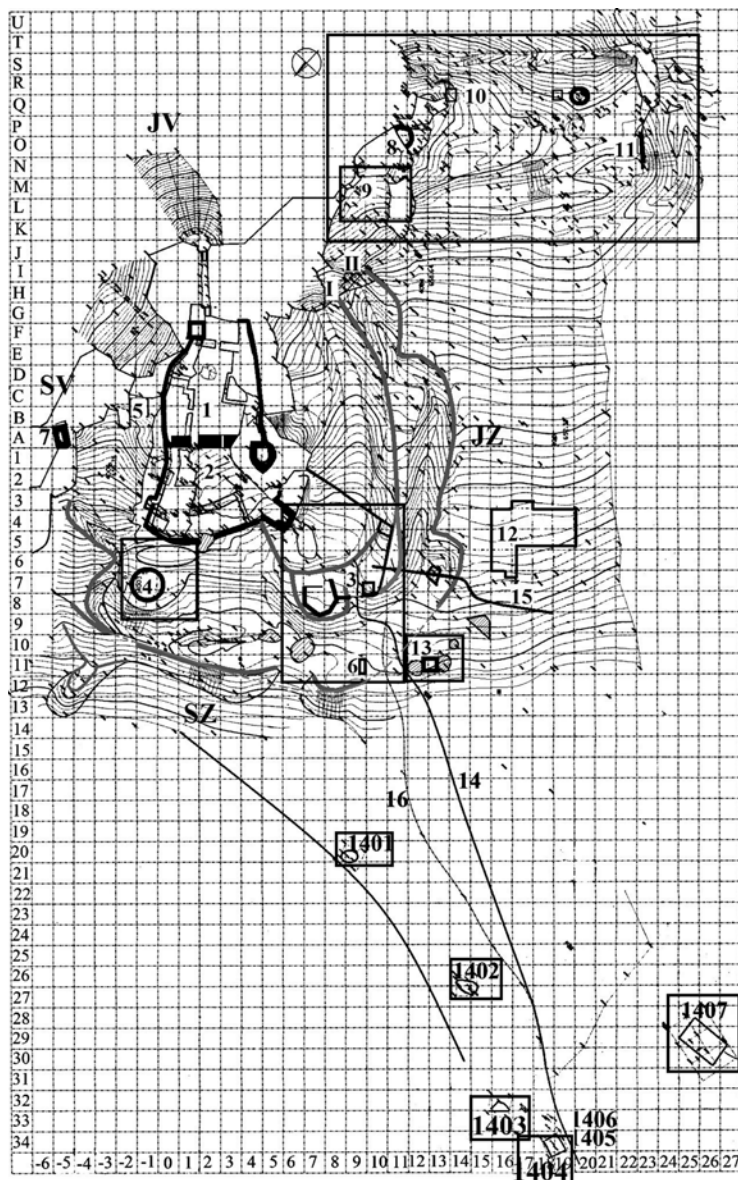 U
T
S
R
Q 10
P
JV
O 8 11
N
M 9
L
K
J
I II
H I
G
F
E
D
SV
C 5
B 1
A 7 JZ
1
2 2
3
4 12
5
6
7 4 3 15
8
9
10 13
11 6
12
13 SZ
14
15
16 14
17 16
18
19 1401
20
21
22
23
24
25
26 1402
27 1407
28
29
30
31
32
33 1403 1406
34 1405
1404
-6 -5 -4 -3 -2 -1 0 1 2 3 4 5 6 7 8 9 10 11 12 13 14 15 16 17 18 19 20 21 22 23 24 25 26 27